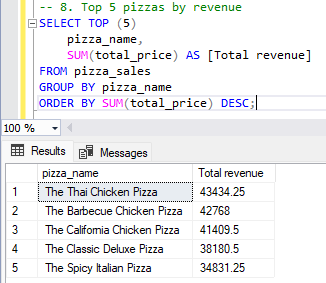 -- 8. Top 5 pizzas by revenue
SELECT TOP (5)
pizza_name,
SUM(total_price) AS [Total revenue]
FROM pizza_sales
GROUP BY pizza_name
ORDER BY SUM(total_price) DESC;
100 %
Results Messages
pizza_name Total revenue
1 The Thai Chicken Pizza 43434.25
2 The Barbecue Chicken Pizza 42768
3 The California Chicken Pizza 41409.5
4 The Classic Deluxe Pizza 38180.5
5 The Spicy Italian Pizza 34831.25